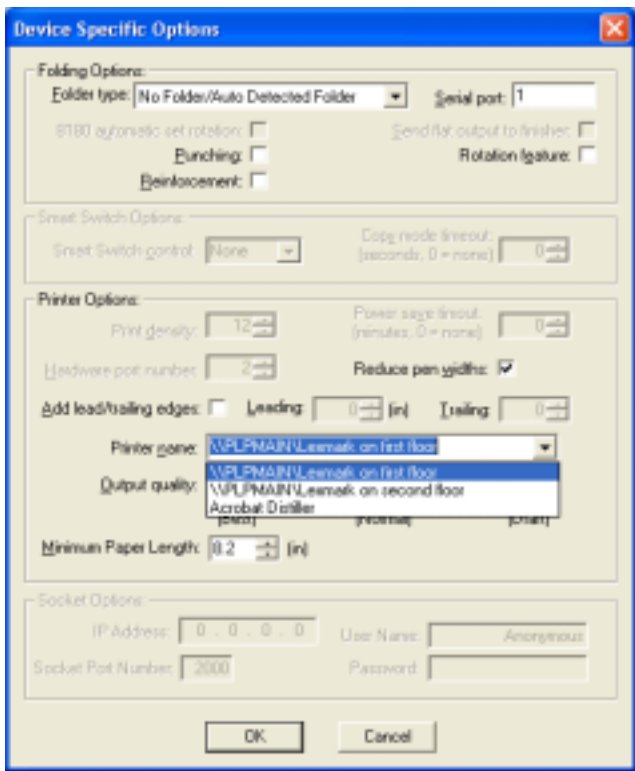 Device Specific Options
Folding Options:
Folder type: No Folder/Auto Detected Folder Serial port: 1
8180 automatic set rotation: Send flat output to finisher:
Punching: Rotation feature:
Reinforcement:
Smart Switch Options:
Smart Switch control: None Copy mode timeout: (seconds, 0 = none) 0
Printer Options:
Print density: 12 Power save timout: (minutes, 0 = none) 0
Hardware port number: 2 Reduce pen widths:
Add lead/trailing edges: Leading: 0 (in) Trailing: 0
Printer name: \\PLPMAIN\Lexmark on first floor
\\PLPMAIN\Lexmark on first floor
Output quality: \\PLPMAIN\Lexmark on second floor
Acrobat Distiller
(Best) (Normal) (Draft)
Minimum Paper Length: 8.2 (in)
Socket Options:
IP Address: 0 . 0 . 0 . 0 User Name: Anonymous
Socket Port Number: 2000 Password:
OK Cancel